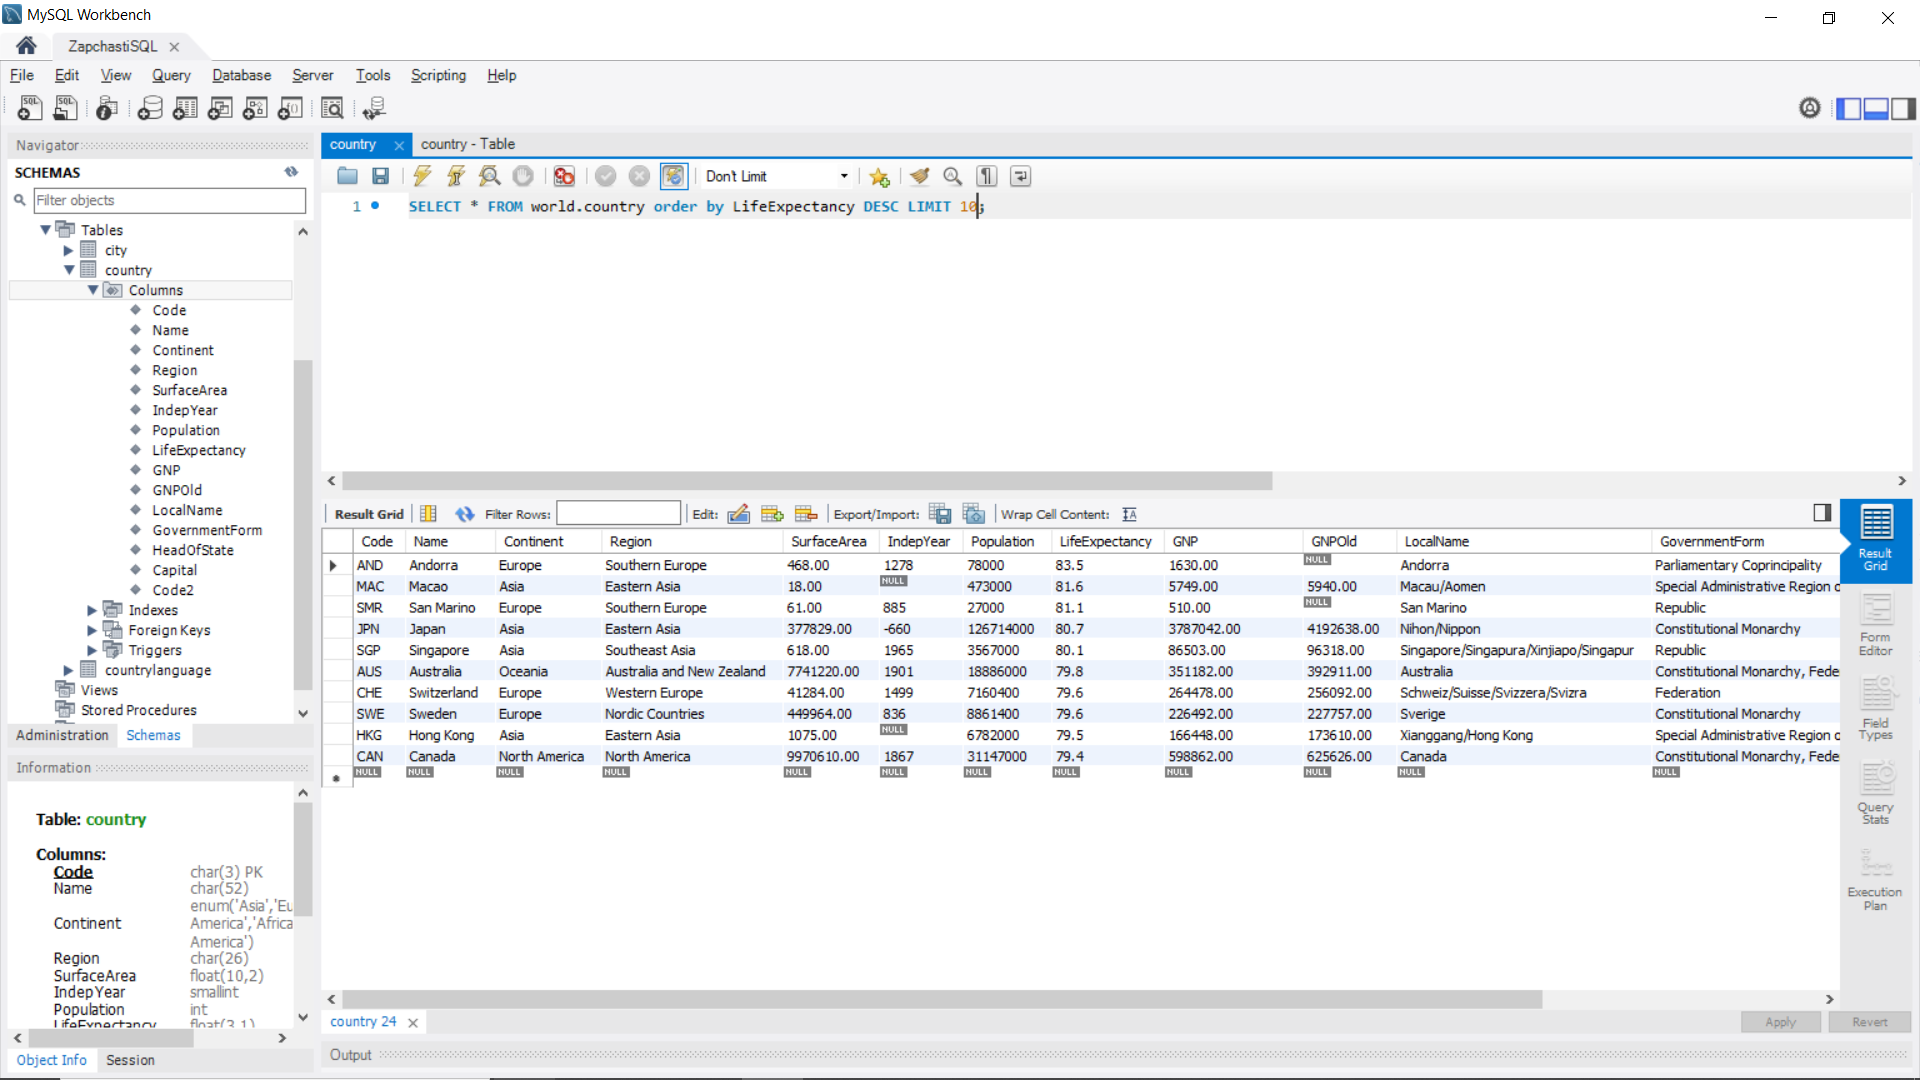 MySQL Workbench
ZapchastiSQL
File Edit View Query Database Server Tools Scripting Help
Navigator
SCHEMAS
Filter objects
Tables
city
country
Columns
Code
Name
Continent
Region
SurfaceArea
IndepYear
Population
LifeExpectancy
GNP
GNPOld
LocalName
GovernmentForm
HeadOfState
Capital
Code2
Indexes
Foreign Keys
Triggers
countrylanguage
Views
Stored Procedures
Administration Schemas
Information
Table: country
Columns:
Code char(3) PK
Name char(52)
enum('Asia','Eu
Continent America','Africa
America')
Region char(26)
SurfaceArea float(10,2)
IndepYear smallint
Population int
LifeExpectancy float(3,1)
Object Info Session
country country - Table
Don't Limit
1 SELECT * FROM world.country order by LifeExpectancy DESC LIMIT 10;
Result Grid Filter Rows: Edit: Export/Import: Wrap Cell Content:
Code Name Continent Region SurfaceArea IndepYear Population LifeExpectancy GNP GNPOld LocalName GovernmentForm
AND Andorra Europe Southern Europe 468.00 1278 78000 83.5 1630.00 NULL Andorra Parliamentary Coprincipality
MAC Macao Asia Eastern Asia 18.00 NULL 473000 81.6 5749.00 5940.00 Macau/Aomen Special Administrative Region o
SMR San Marino Europe Southern Europe 61.00 885 27000 81.1 510.00 NULL San Marino Republic
JPN Japan Asia Eastern Asia 377829.00 -660 126714000 80.7 3787042.00 4192638.00 Nihon/Nippon Constitutional Monarchy
SGP Singapore Asia Southeast Asia 618.00 1965 3567000 80.1 86503.00 96318.00 Singapore/Singapura/Xinjiapo/Singapur Republic
AUS Australia Oceania Australia and New Zealand 7741220.00 1901 18886000 79.8 351182.00 392911.00 Australia Constitutional Monarchy, Fede
CHE Switzerland Europe Western Europe 41284.00 1499 7160400 79.6 264478.00 256092.00 Schweiz/Suisse/Svizzera/Svizra Federation
SWE Sweden Europe Nordic Countries 449964.00 836 8861400 79.6 226492.00 227757.00 Sverige Constitutional Monarchy
HKG Hong Kong Asia Eastern Asia 1075.00 NULL 6782000 79.5 166448.00 173610.00 Xianggang/Hong Kong Special Administrative Region o
CAN Canada North America North America 9970610.00 1867 31147000 79.4 598862.00 625626.00 Canada Constitutional Monarchy, Fede
NULL NULL NULL NULL NULL NULL NULL NULL NULL NULL NULL NULL
Result
Grid
Form
Editor
Field
Types
Query
Stats
Execution
Plan
country 24
Apply Revert
Output